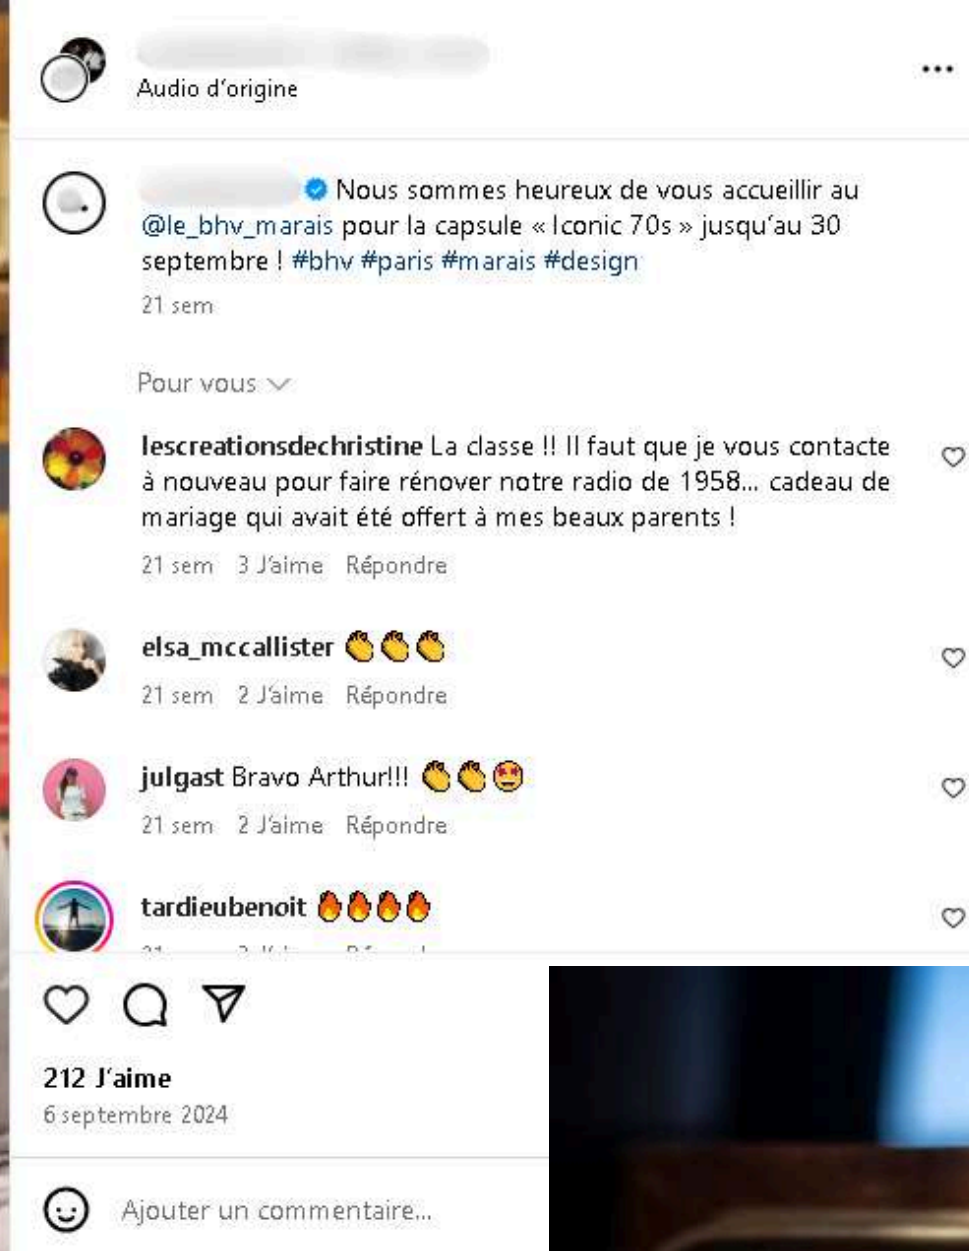 Audio d'origine
Nous sommes heureux de vous accueillir au
@le_bhv_marais pour la capsule « Iconic 70s » jusqu'au 30
septembre ! #bhv #paris #marais #design
21 sem
Pour vous
lescreationsdechristine La classe !! Il faut que je vous contacte
à nouveau pour faire rénover notre radio de 1958... cadeau de
mariage qui avait été offert à mes beaux parents !
21 sem 3 J'aime Répondre
elsa_mccallister 👏👏👏
21 sem 2 J'aime Répondre
julgast Bravo Arthur!!! 👏👏🤩
21 sem 2 J'aime Répondre
tardieubenoit 🔥🔥🔥🔥
212 J'aime
6 septembre 2024
Ajouter un commentaire...